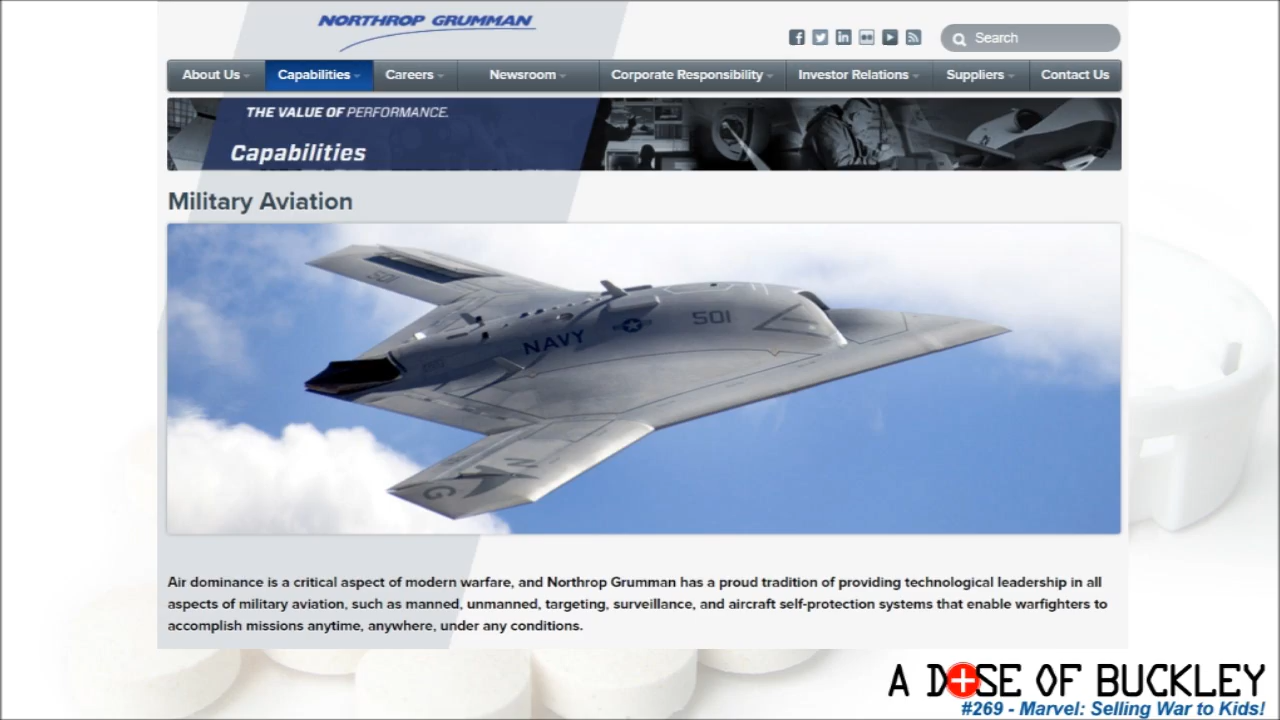 NORTHROP GRUMMAN
Search
About Us Capabilities Careers Newsroom Corporate Responsibility Investor Relations Suppliers Contact Us
THE VALUE OF PERFORMANCE.
Capabilities
Military Aviation
501
501
NAVY
NG
Air dominance is a critical aspect of modern warfare, and Northrop Grumman has a proud tradition of providing technological leadership in all
aspects of military aviation, such as manned, unmanned, targeting, surveillance, and aircraft self-protection systems that enable warfighters to
accomplish missions anytime, anywhere, under any conditions.
A DOSE OF BUCKLEY
#269 - Marvel: Selling War to Kids!